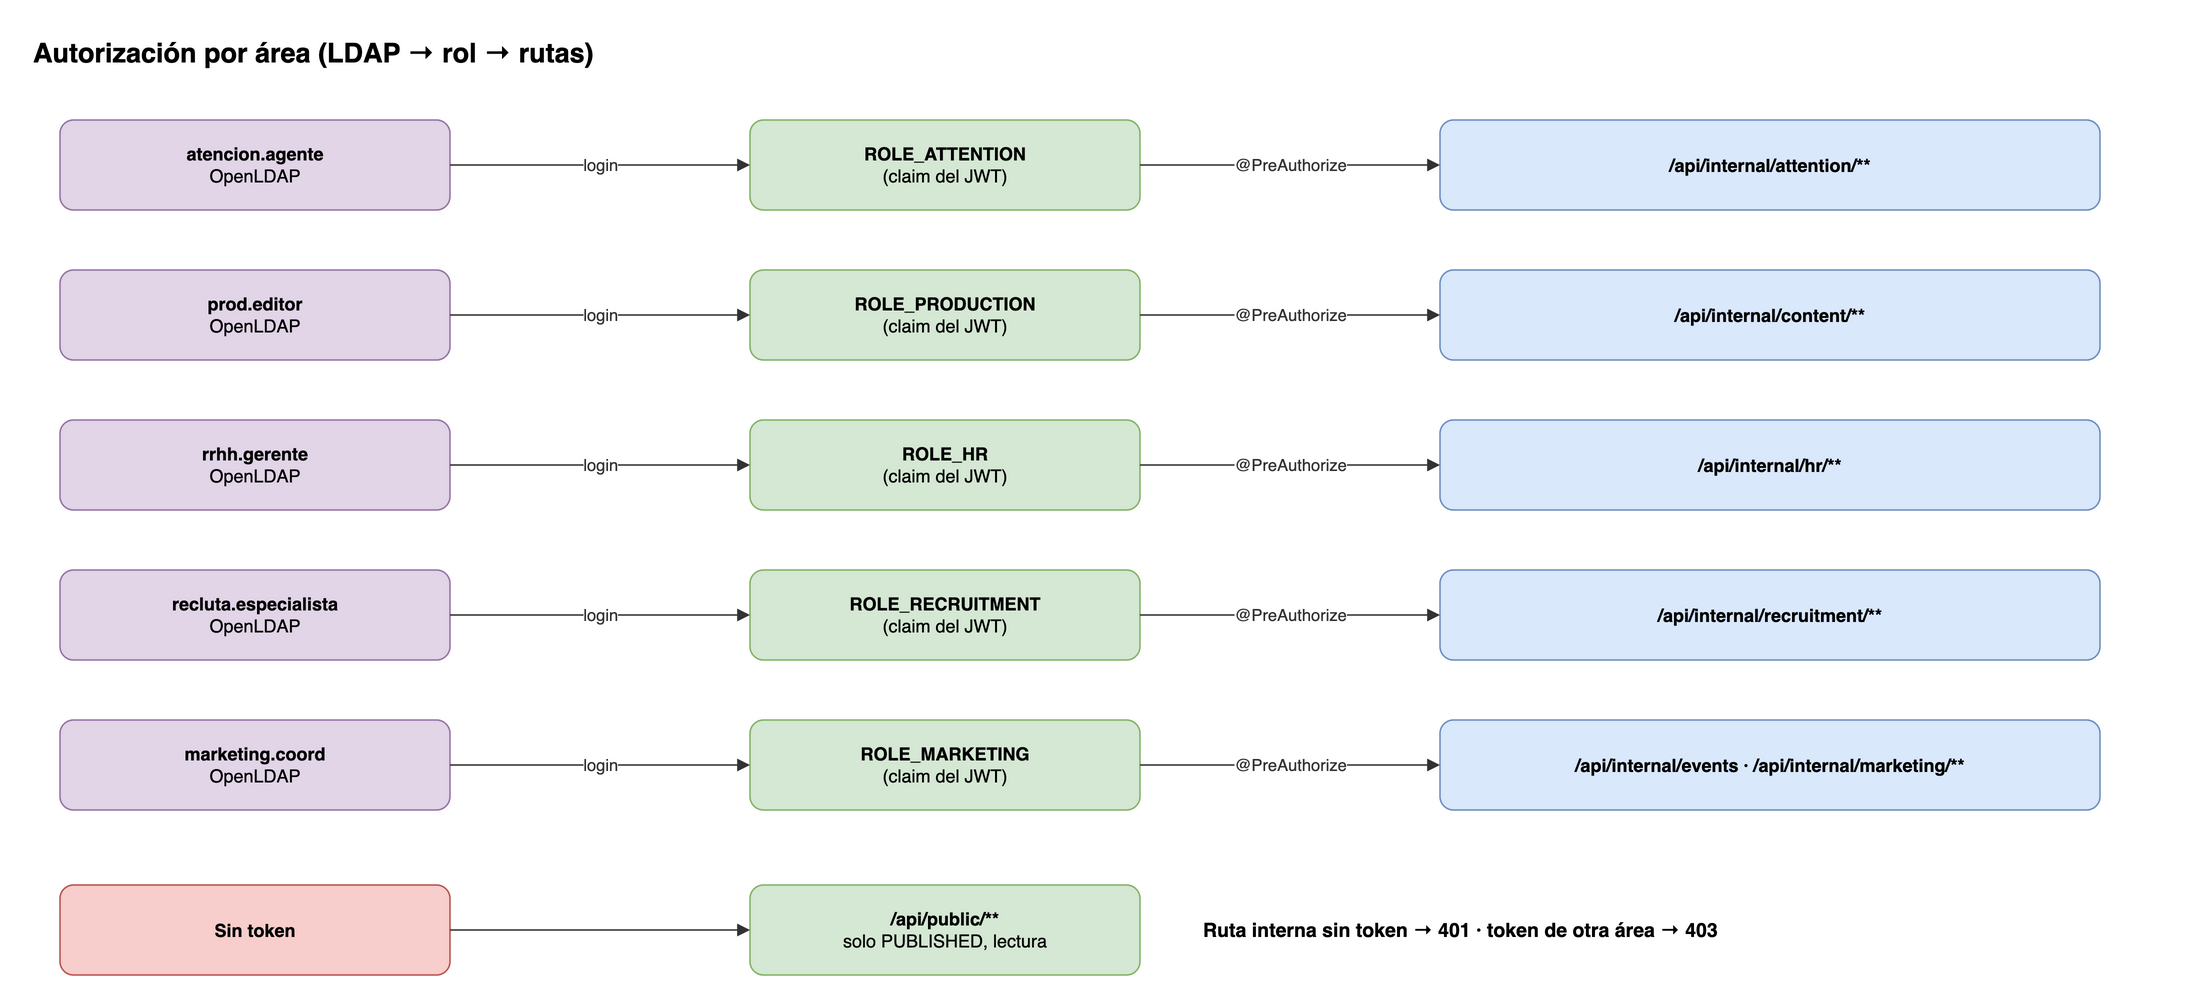 Autorización por área (LDAP → rol → rutas)
atencion.agente
OpenLDAP
login
ROLE_ATTENTION
(claim del JWT)
@PreAuthorize
/api/internal/attention/**
prod.editor
OpenLDAP
login
ROLE_PRODUCTION
(claim del JWT)
@PreAuthorize
/api/internal/content/**
rrhh.gerente
OpenLDAP
login
ROLE_HR
(claim del JWT)
@PreAuthorize
/api/internal/hr/**
recluta.especialista
OpenLDAP
login
ROLE_RECRUITMENT
(claim del JWT)
@PreAuthorize
/api/internal/recruitment/**
marketing.coord
OpenLDAP
login
ROLE_MARKETING
(claim del JWT)
@PreAuthorize
/api/internal/events · /api/internal/marketing/**
Sin token
/api/public/**
solo PUBLISHED, lectura
Ruta interna sin token → 401 · token de otra área → 403